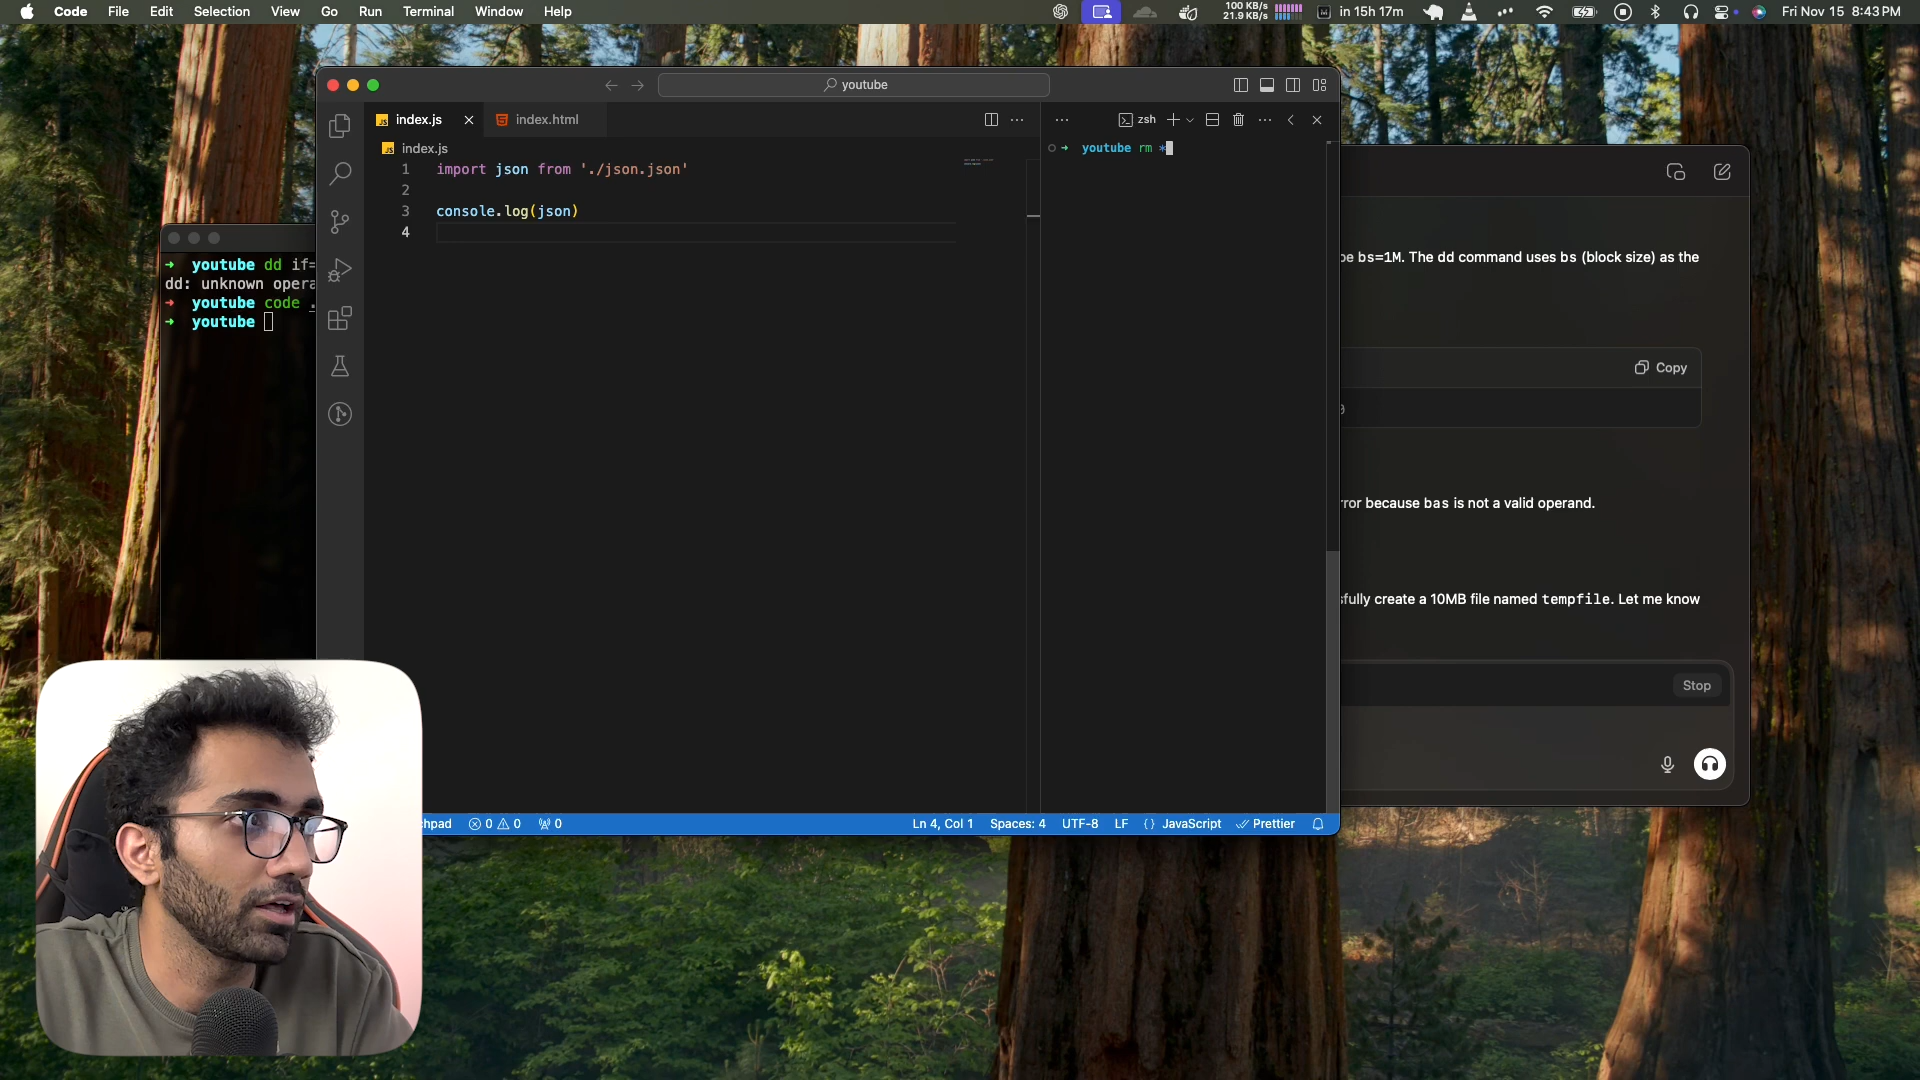 Code File Edit Selection View Go Run Terminal Window Help
100 KB/s
21.9 KB/s
in 15h 17m
Fri Nov 15 8:43 PM
youtube
index.js
index.html
zsh
index.js
1 import json from './json.json'
2
3 console.log(json)
4
youtube rm *
youtube dd if=
dd: unknown opera
youtube code .
youtube
be bs=1M. The dd command uses bs (block size) as the
Copy
ror because bas is not a valid operand.
sfully create a 10MB file named tempfile. Let me know
Stop
chpad 0 0 0
Ln 4, Col 1 Spaces: 4 UTF-8 LF {} JavaScript Prettier